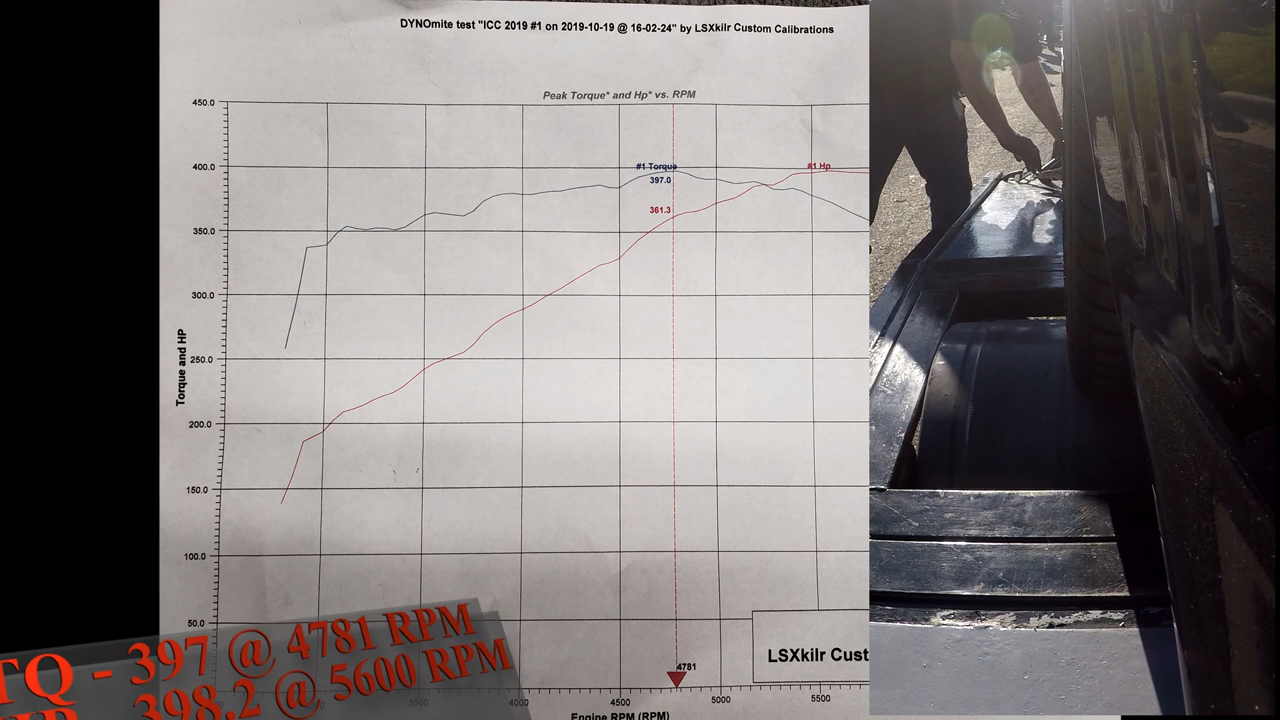 DYNOmite test "ICC 2019 #1 on 2019-10-19 @ 16-02-24" by LSXkilr Custom Calibrations
Peak Torque* and Hp* vs. RPM
450.0
400.0
350.0
300.0
250.0
200.0
150.0
100.0
50.0
Torque and HP
#1 Torque
397.0
361.3
#1 Hp
4781
LSXkilr Cust
4000
4500
5000
5500
Engine RPM (RPM)
TQ - 397 @ 4781 RPM
398.2 @ 5600 RPM